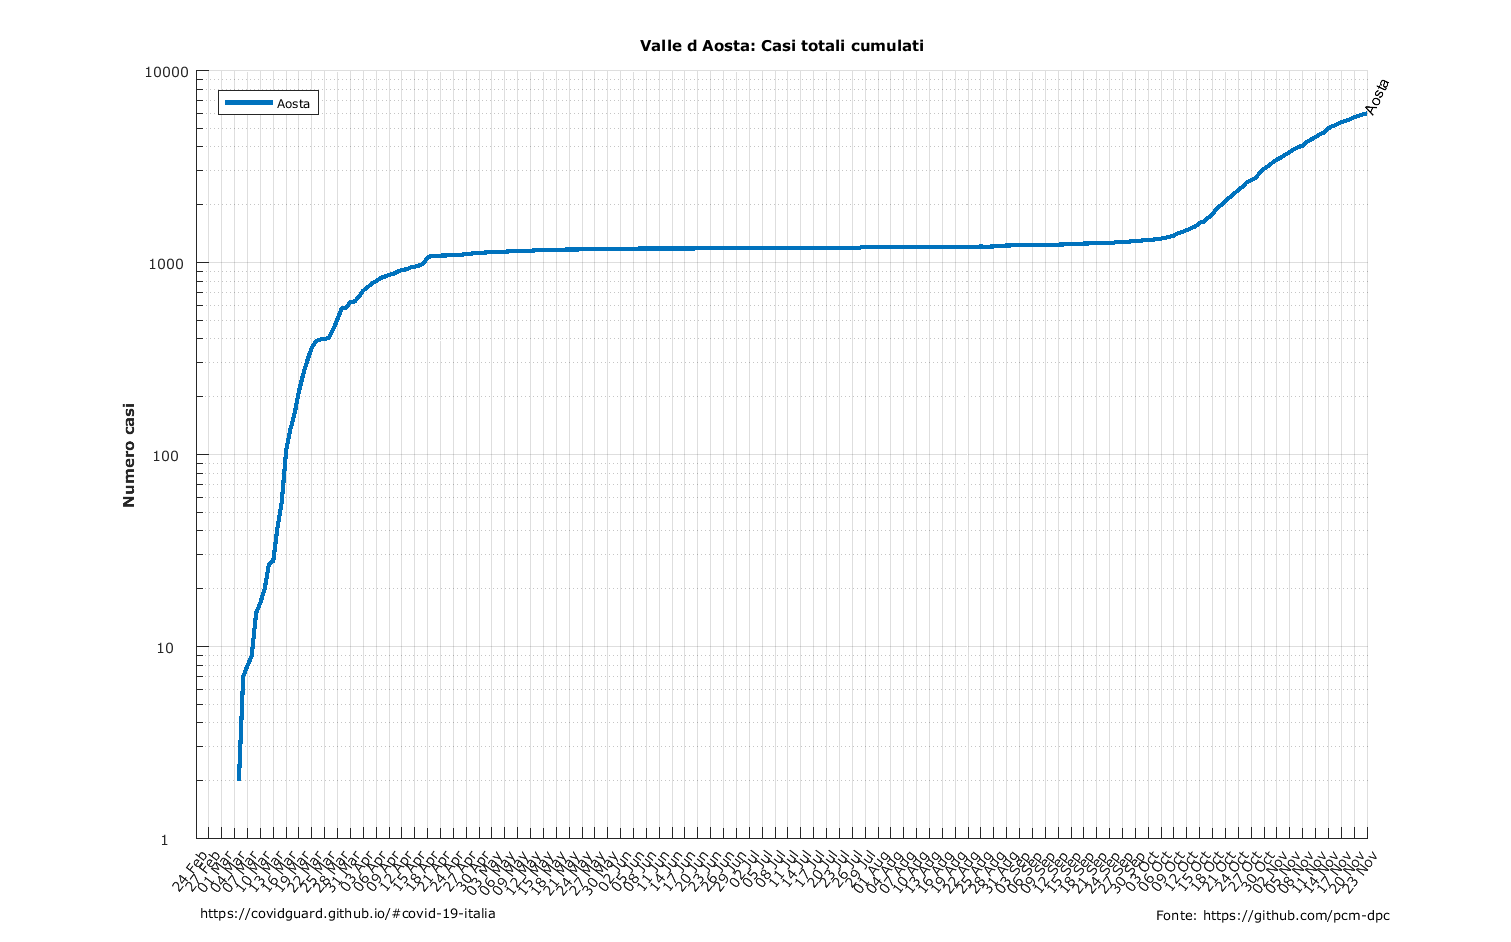 Valle d Aosta: Casi totali cumulati
10000
Aosta
Aosta
1000
Numero casi
100
10
1
24 Feb
27 Feb
01 Mar
04 Mar
07 Mar
10 Mar
13 Mar
16 Mar
19 Mar
22 Mar
25 Mar
28 Mar
31 Mar
03 Apr
06 Apr
09 Apr
12 Apr
15 Apr
18 Apr
21 Apr
24 Apr
27 Apr
30 Apr
03 May
06 May
09 May
12 May
15 May
18 May
21 May
24 May
27 May
30 May
02 Jun
05 Jun
08 Jun
11 Jun
14 Jun
17 Jun
20 Jun
23 Jun
26 Jun
29 Jun
02 Jul
05 Jul
08 Jul
11 Jul
14 Jul
17 Jul
20 Jul
23 Jul
26 Jul
29 Jul
01 Aug
04 Aug
07 Aug
10 Aug
13 Aug
16 Aug
19 Aug
22 Aug
25 Aug
28 Aug
31 Aug
03 Sep
06 Sep
09 Sep
12 Sep
15 Sep
18 Sep
21 Sep
24 Sep
27 Sep
30 Sep
03 Oct
06 Oct
09 Oct
12 Oct
15 Oct
18 Oct
21 Oct
24 Oct
27 Oct
30 Oct
02 Nov
05 Nov
08 Nov
11 Nov
14 Nov
17 Nov
20 Nov
23 Nov
https://covidguard.github.io/#covid-19-italia
Fonte: https://github.com/pcm-dpc